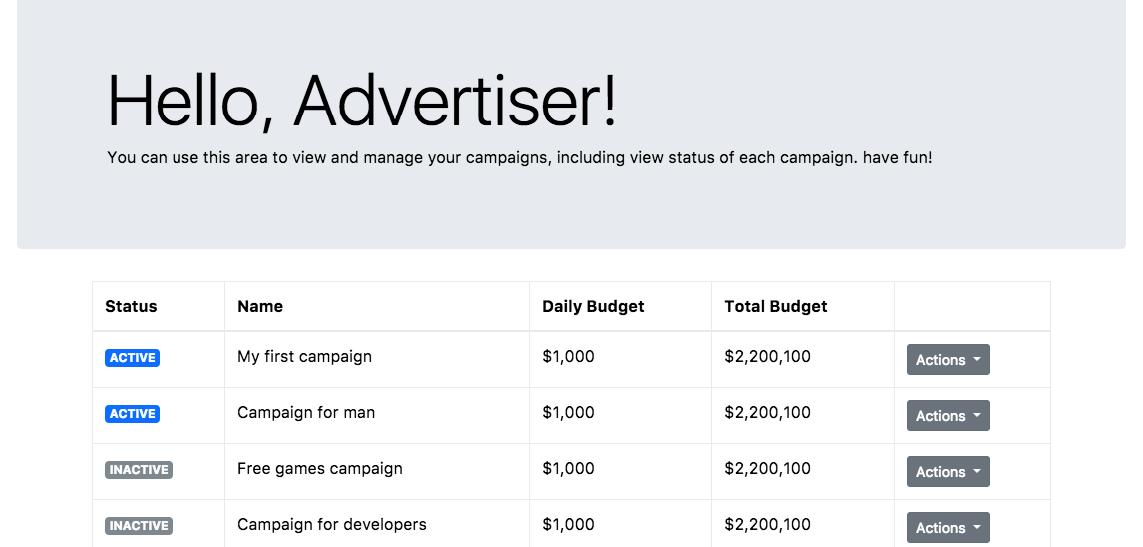 Hello, Advertiser!
You can use this area to view and manage your campaigns, including view status of each campaign. have fun!
Status Name Daily Budget Total Budget
ACTIVE My first campaign $1,000 $2,200,100 Actions
ACTIVE Campaign for man $1,000 $2,200,100 Actions
INACTIVE Free games campaign $1,000 $2,200,100 Actions
INACTIVE Campaign for developers $1,000 $2,200,100 Actions